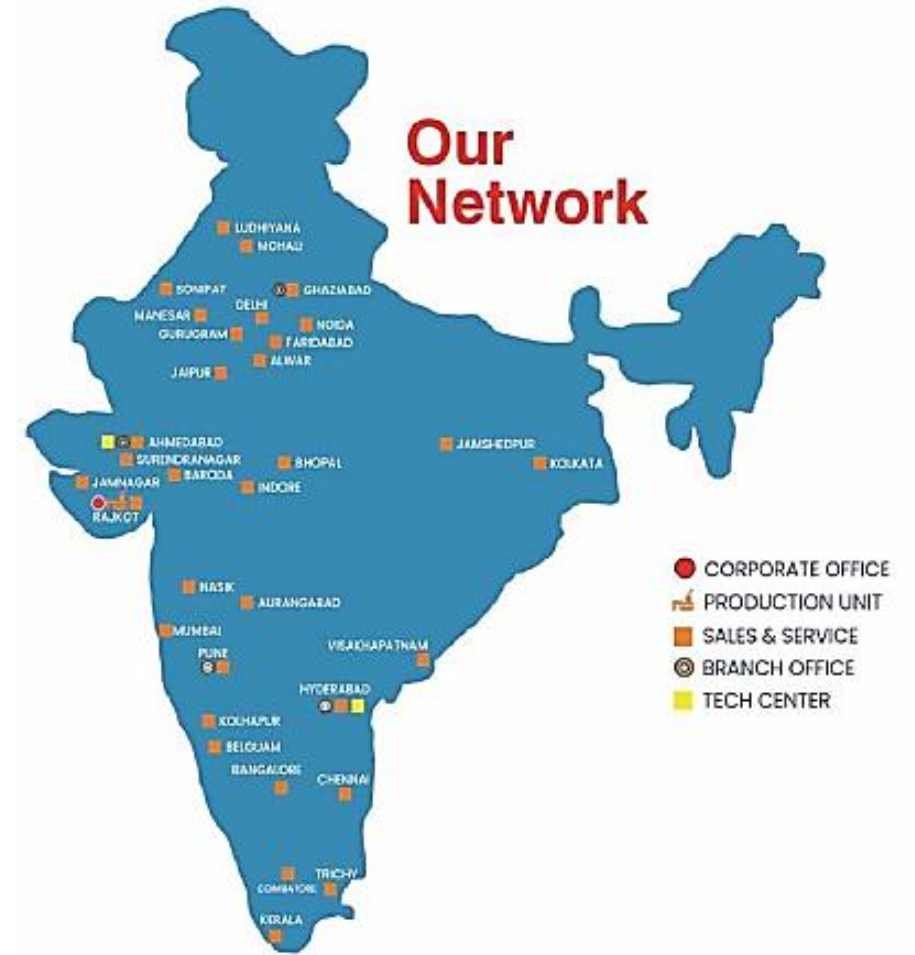 Our
Network
LUDHIYANA
MOHALI
SONIPAT
GHAZIABAD
DELHI
MANESAR
NOIDA
GURUGRAM
FARIDABAD
ALWAR
JAIPUR
AHMEDABAD
JAMSHEDPUR
SURENDRANAGAR
BHOPAL
KOLKATA
BARODA
JAMNAGAR
INDORE
RAJKOT
CORPORATE OFFICE
NASIK
PRODUCTION UNIT
AURANGABAD
MUMBAI
SALES & SERVICE
VISAKHAPATNAM
PUNE
BRANCH OFFICE
HYDERABAD
TECH CENTER
KOLHAPUR
BELGUAM
BANGALORE
CHENNAI
TRICHY
COIMBATORE
KERALA